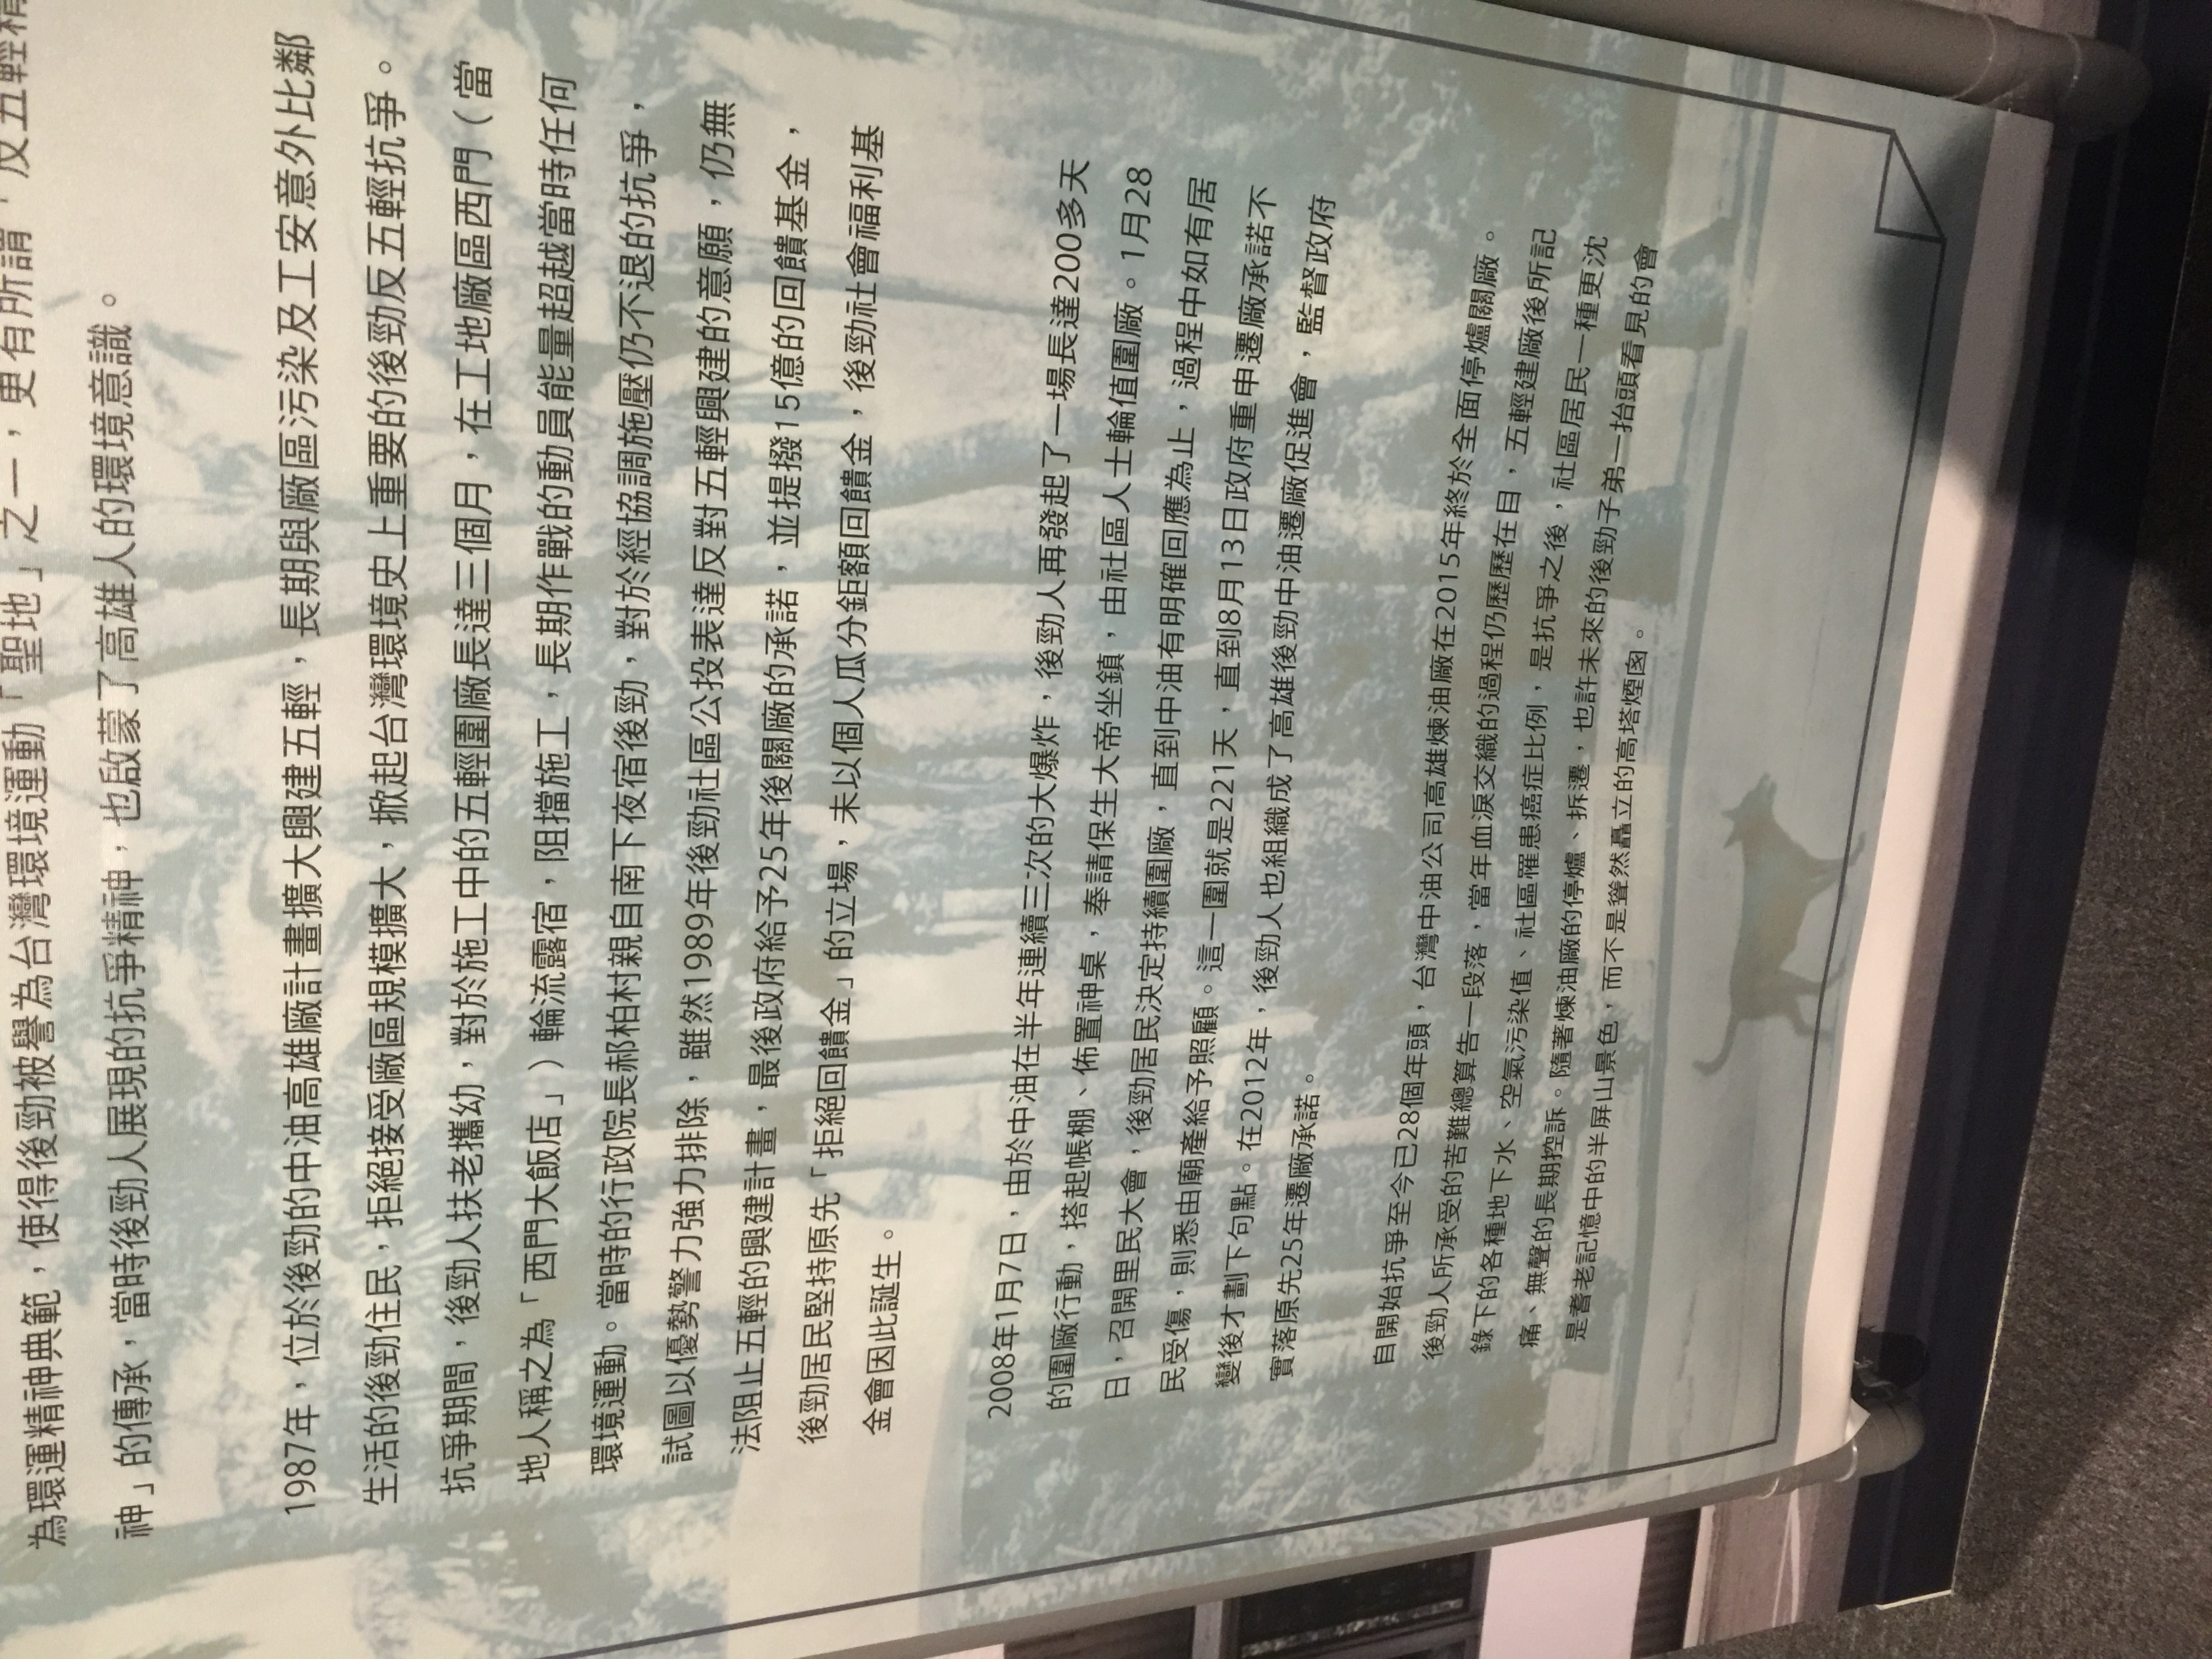 為環運精神典範，使得後勁被譽為台灣環境運動「聖地」之一，更有所謂「反五輕精
神」的傳承，當時後勁人展現的抗爭精神，也啟蒙了高雄人的環境意識。
1987年，位於後勁的中油高雄廠計畫擴大興建五輕，長期與廠區污染及工安意外比鄰
生活的後勁住民，拒絕接受廠區規模擴大，掀起台灣環境史上重要的後勁反五輕抗爭。
抗爭期間，後勁人扶老攜幼，對於施工中的五輕圍廠長達三個月，在工地廠區西門（當
地人稱之為「西門大飯店」）輪流露宿，阻擋施工，長期作戰的動員能量超越當時任何
環境運動。當時的行政院長郝柏村親自南下夜宿後勁，對於經協調施壓仍不退的抗爭，
試圖以優勢警力強力排除，雖然1989年後勁社區公投表達反對五輕興建的意願，仍無
法阻止五輕的興建計畫，最後政府給予25年後關廠的承諾，並提撥15億的回饋基金，
後勁居民堅持原先「拒絕回饋金」的立場，未以個人瓜分鉅額回饋金，後勁社會福利基
金會因此誕生。
2008年1月7日，由於中油在半年連續三次的大爆炸，後勁人再發起了一場長達200多天
的圍廠行動，搭起帳棚、佈置神桌，奉請保生大帝坐鎮，由社區人士輪值圍廠。1月28
日，召開里民大會，後勁居民決定持續圍廠，直到中油有明確回應為止，過程中如有居
民受傷，則悉由廟產給予照顧。這一圍就是221天，直到8月13日政府重申遷廠承諾不
變後才劃下句點。在2012年，後勁人也組織成了高雄後勁中油遷廠促進會，監督政府
實落原先25年遷廠承諾。
自開始抗爭至今已28個年頭，台灣中油公司高雄煉油廠在2015年終於全面停爐關廠。
後勁人所承受的苦難總算告一段落，當年血淚交織的過程仍歷歷在目，五輕建廠後所記
錄下的各種地下水、空氣污染值、社區罹患癌症比例，是抗爭之後，社區居民一種更沈
痛、無聲的長期控訴。隨著煉油廠的停爐、拆遷，也許未來的後勁子弟一抬頭看見的會
是耆老記憶中的半屏山景色，而不是聳然矗立的高塔煙囪。